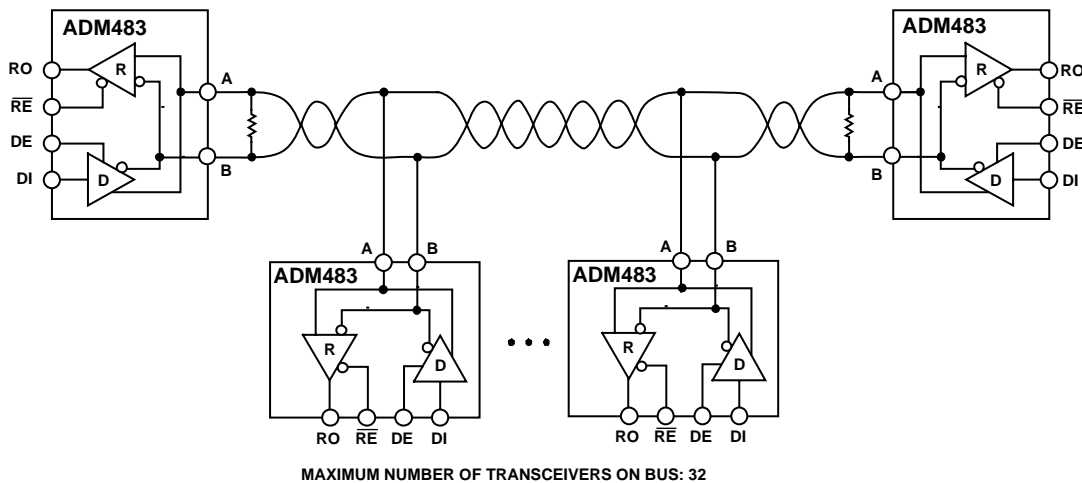 ADM483
ADM483
RO
R
A
A
R
RO
RE
RE
DE
DE
DI
D
B
B
D
DI
A
B
A
B
ADM483
ADM483
R
D
R
D
RO
RE
DE
DI
RO
RE
DE
DI
MAXIMUM NUMBER OF TRANSCEIVERS ON BUS: 32